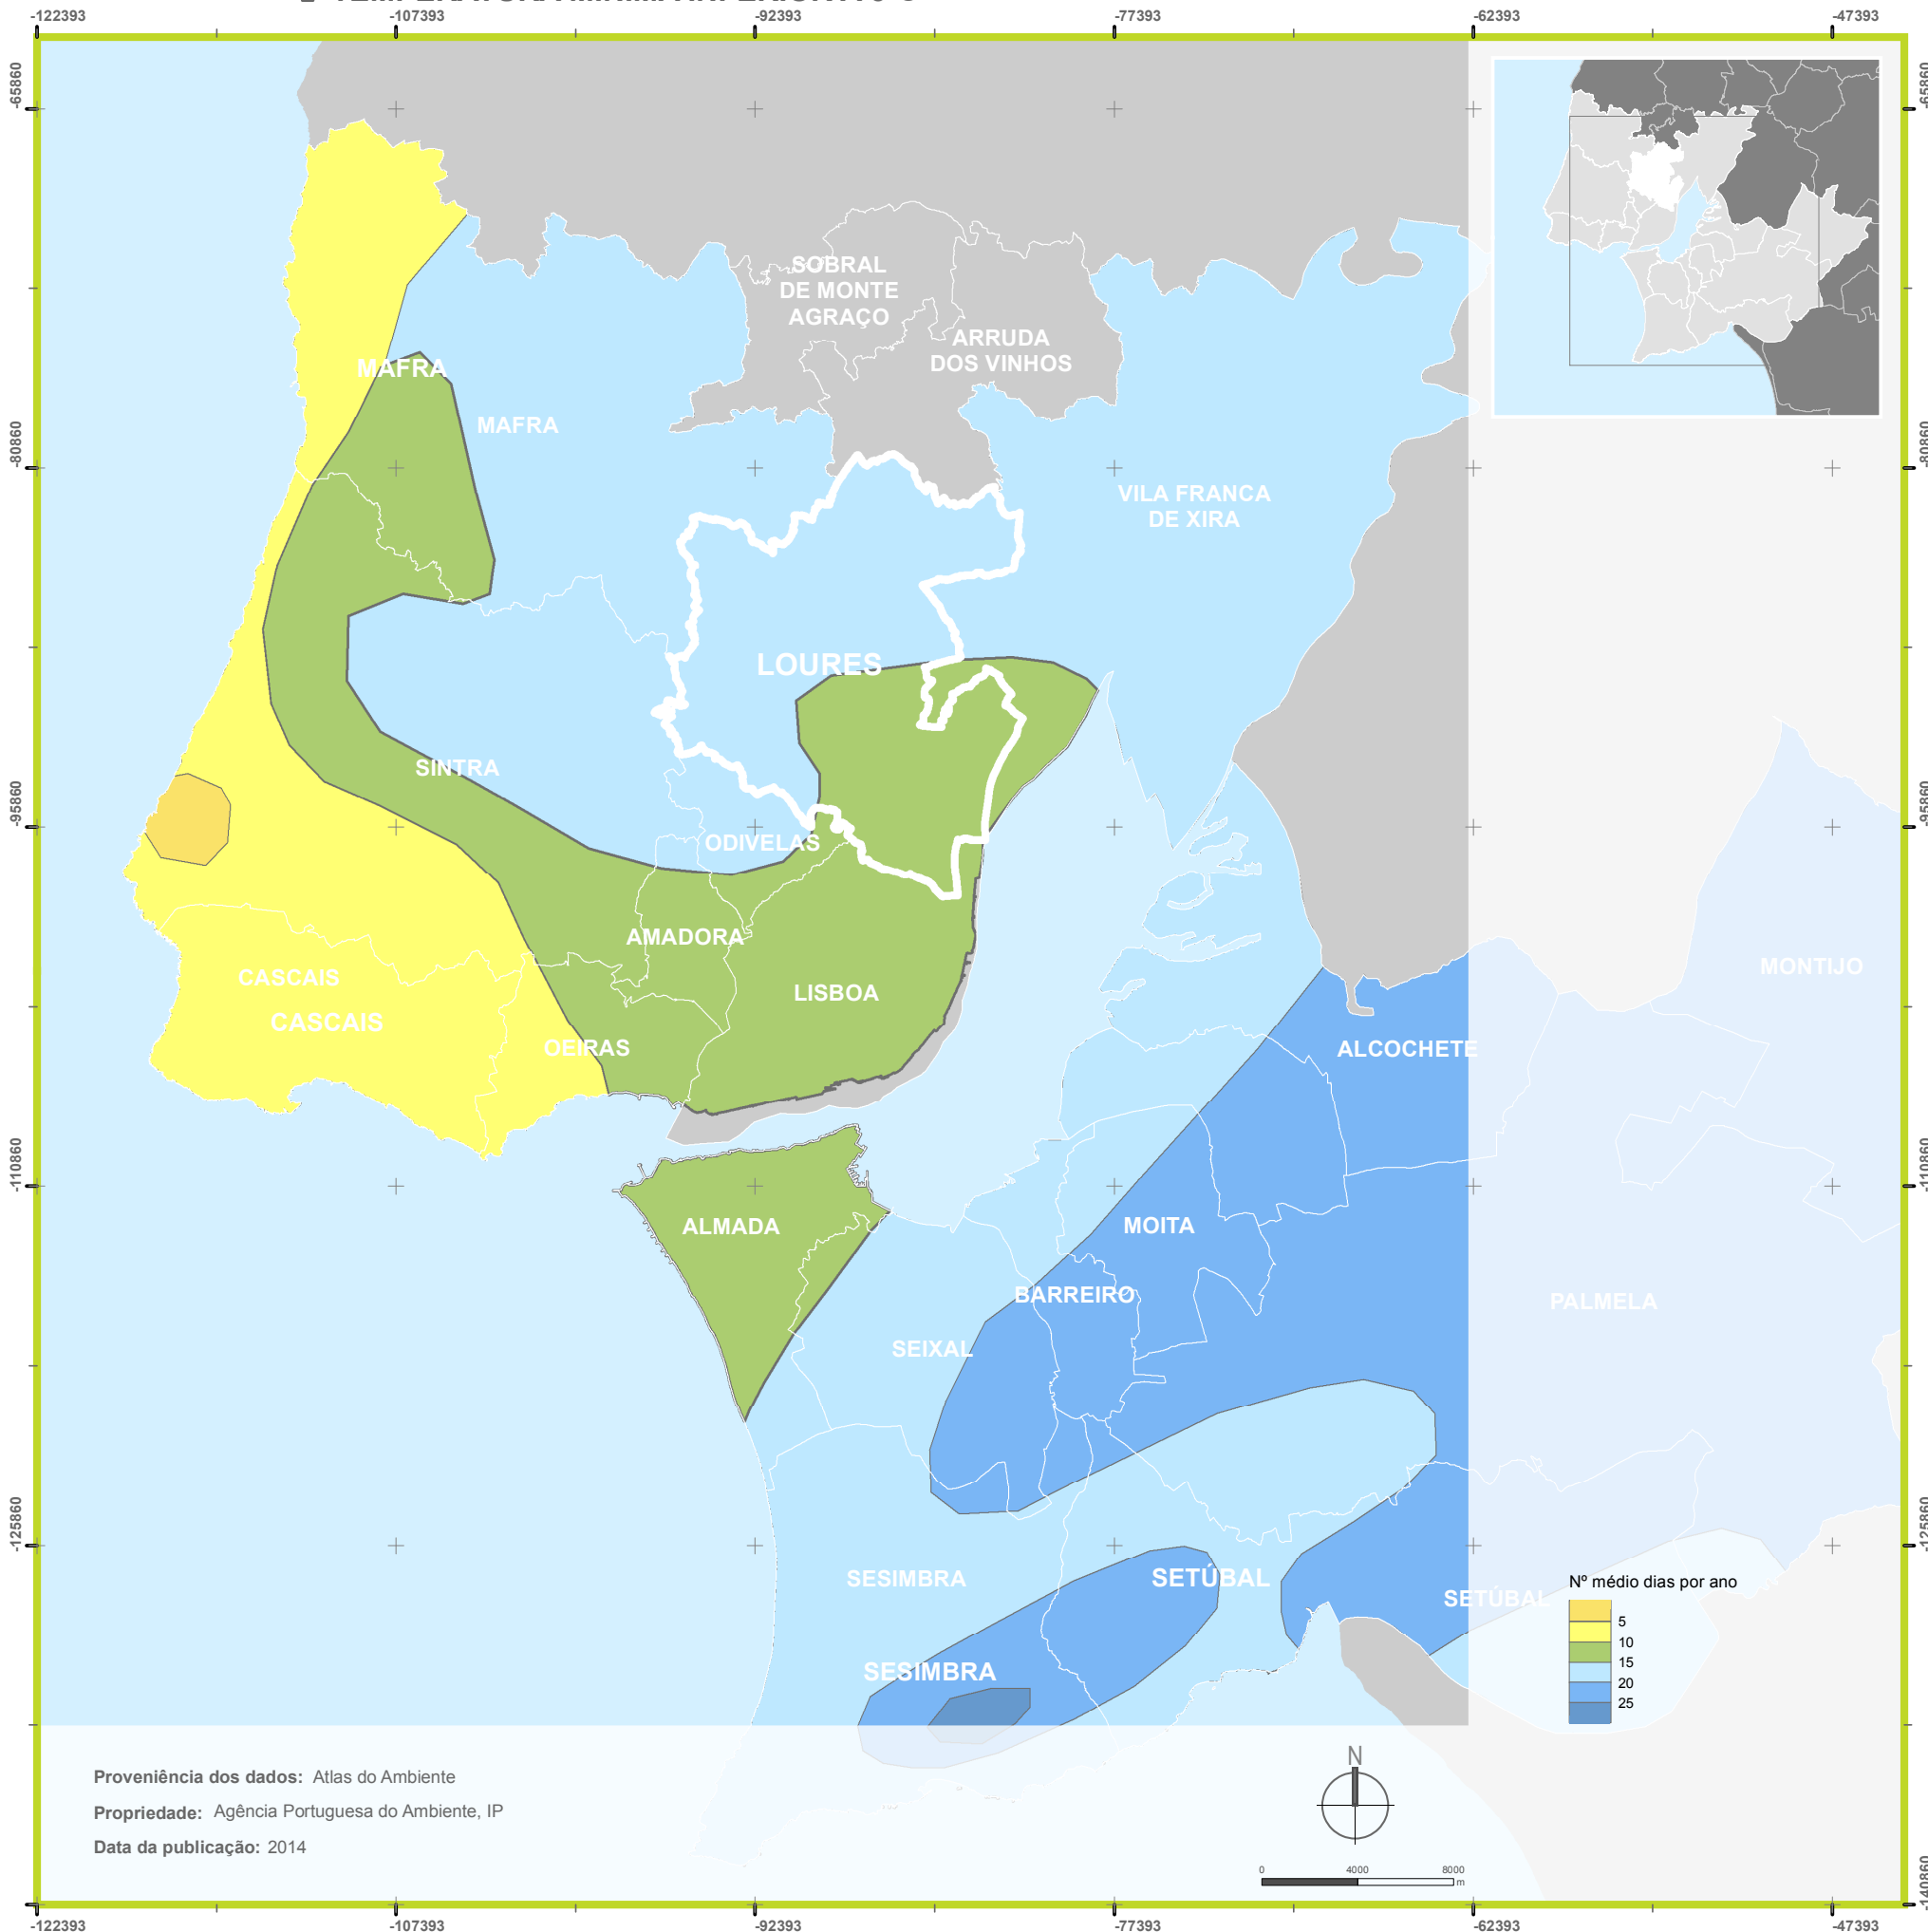 -122393
-107393
-92393
-77393
-62393
-47393
-65860
-65860
SOBRAL
DE MONTE
AGRAÇO
ARRUDA
DOS VINHOS
MAFRA
MAFRA
-80860
-80860
VILA FRANCA
DE XIRA
LOURES
SINTRA
-95860
-95860
ODIVELAS
AMADORA
MONTIJO
CASCAIS
LISBOA
CASCAIS
OEIRAS
ALCOCHETE
-110860
-110860
ALMADA
MOITA
BARREIRO
PALMELA
SEIXAL
-125860
-125860
SESIMBRA
SETÚBAL
SETÚBAL
SESIMBRA
Nº médio dias por ano
5
10
15
20
25
Proveniência dos dados: Atlas do Ambiente
Propriedade: Agência Portuguesa do Ambiente, IP
Data da publicação: 2014
N
0 4000 8000
m
-140860
-140860
-122393
-107393
-92393
-77393
-62393
-47393